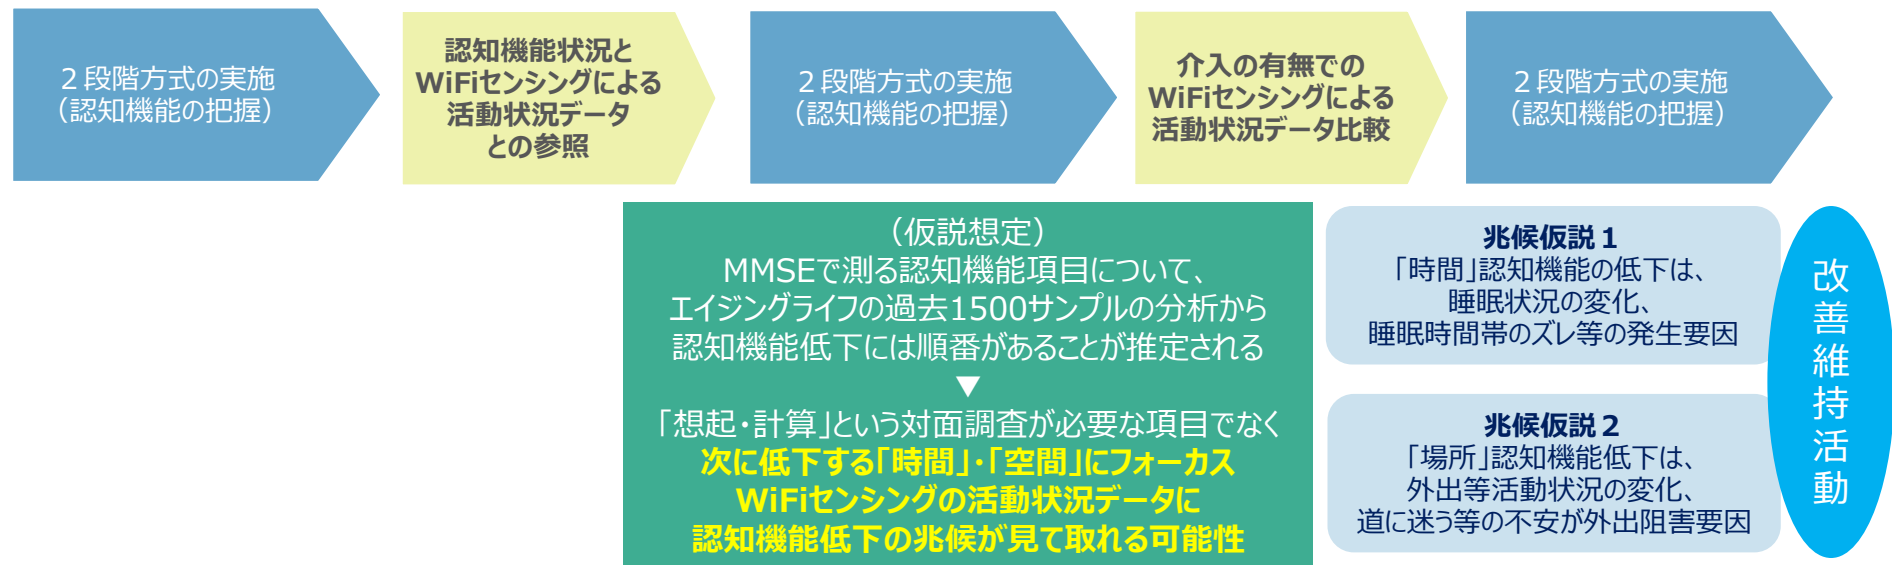 ２段階方式の実施
（認知機能の把握）
認知機能状況と
WiFiセンシングによる
活動状況データ
との参照
２段階方式の実施
（認知機能の把握）
介入の有無での
WiFiセンシングによる
活動状況データ比較
２段階方式の実施
（認知機能の把握）
（仮説想定）
MMSEで測る認知機能項目について、
エイジングライフの過去1500サンプルの分析から
認知機能低下には順番があることが推定される
▼
「想起・計算」という対面調査が必要な項目でなく
次に低下する「時間」・「空間」にフォーカス
WiFiセンシングの活動状況データに
認知機能低下の兆候が見て取れる可能性
兆候仮説１
「時間」認知機能の低下は、
睡眠状況の変化、
睡眠時間帯のズレ等の発生要因
兆候仮説２
「場所」認知機能低下は、
外出等活動状況の変化、
道に迷う等の不安が外出阻害要因
改善維持活動